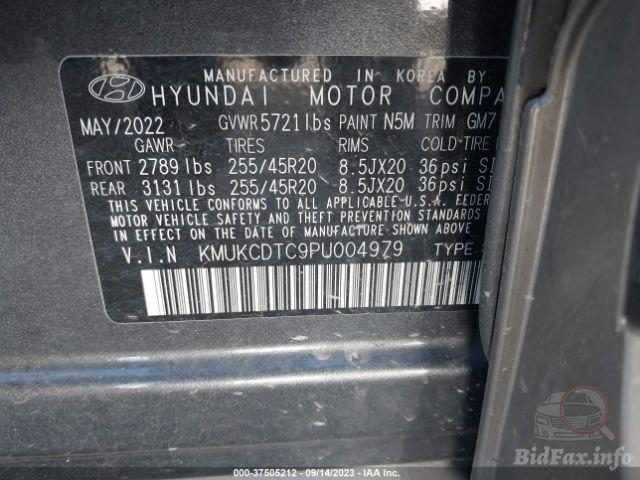 MANUFACTURED IN KOREA BY
HYUNDAI MOTOR COMPA
MAY/2022 GVWR 5721 lbs PAINT N5M TRIM GM7
GAWR TIRES RIMS COLD TIRE
FRONT 2789 lbs 255/45R20 8.5JX20 36psi SI
REAR 3131 lbs 255/45R20 8.5JX20 36psi SI
THIS VEHICLE CONFORMS TO ALL APPLICABLE U.S.A. FEDER
MOTOR VEHICLE SAFETY AND THEFT PREVENTION STANDARDS
IN EFFECT ON THE DATE OF MANUFACTURE SHOWN ABOVE.
V.I.N KMUKCDTC9PU004979 TYPE:
000-37505212 - 09/14/2023 - IAA Inc.
BidFax.info